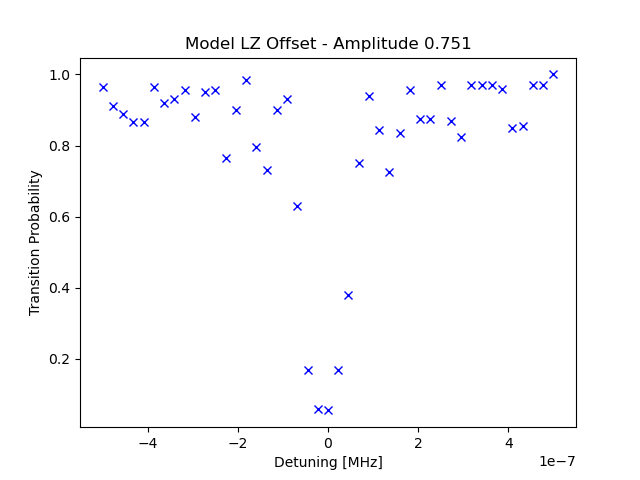 Model LZ Offset - Amplitude 0.751
1.0
0.8
0.6
0.4
0.2
Transition Probability
−4
−2
0
2
4
1e−7
Detuning [MHz]